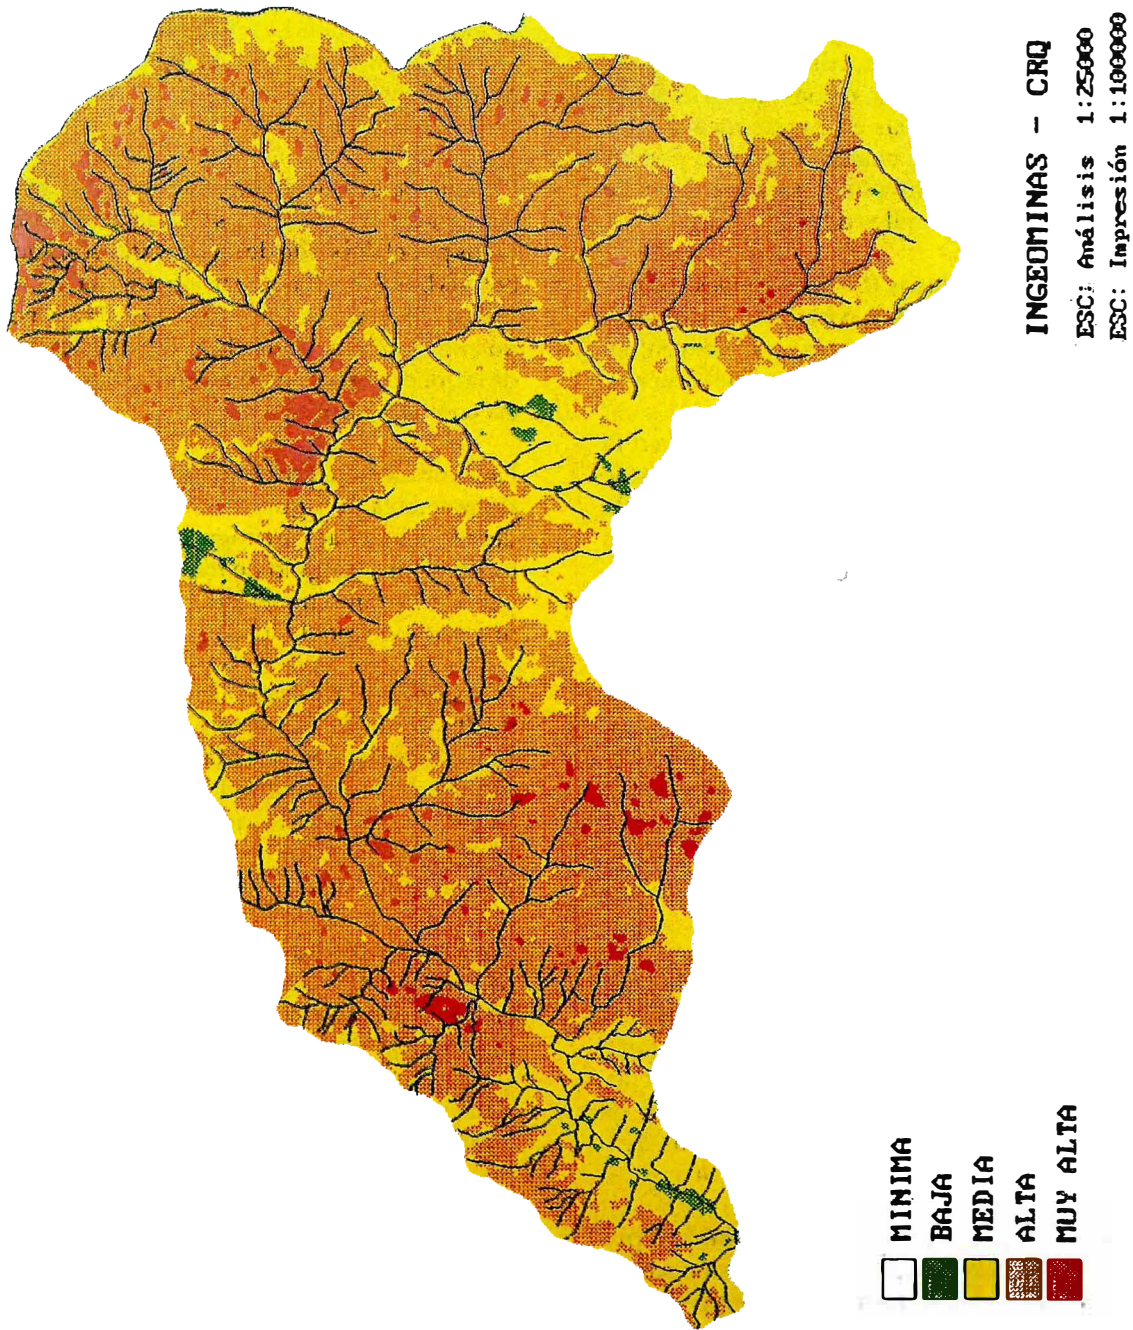 INGEOMINAS - CRQ
ESC: Análisis 1:25000
ESC: Impresión 1:100000
MINIMA
BAJA
MEDIA
ALTA
MUY ALTA